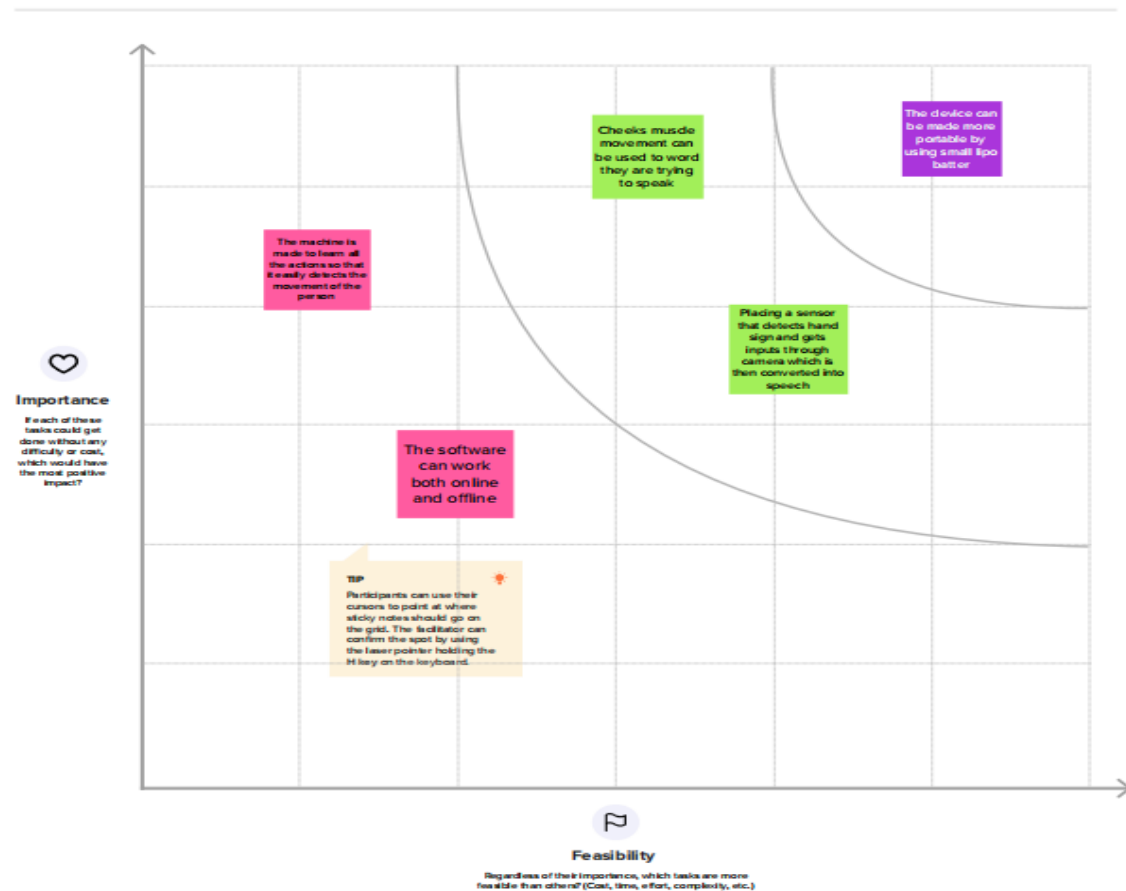 The device can
be made more
portable by
using small lipo
batter
Cheeks muscle
movement can
be used to word
they are trying
to speak
The machine is
made to learn all
the actions so that
it easily detects the
movement of the
person
Placing a sensor
that detects hand
sign and gets
inputs through
camera which is
then converted into
speech
Importance
If each of these
tasks could get
done without any
difficulty or cost,
which would have
the most positive
impact?
The software
can work
both online
and offline
TIP
Participants can use their
cursors to point at where
sticky notes should go on
the grid. The facilitator can
confirm the spot by using
the laser pointer holding the
H key on the keyboard.
Feasibility
Regardless of their importance, which tasks are more
feasible than others? (Cost, time, effort, complexity, etc.)